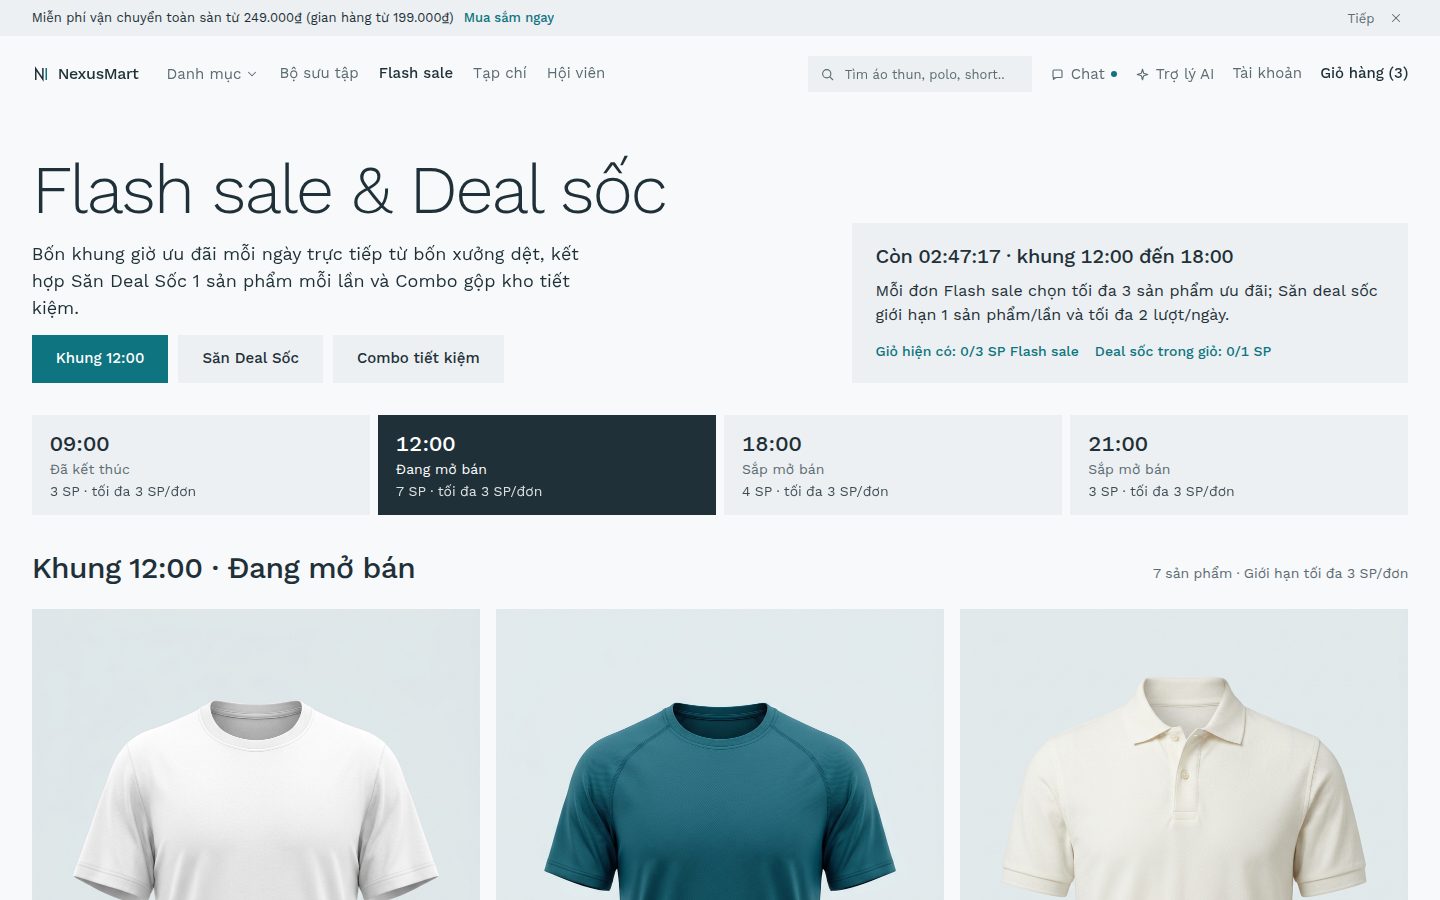 Miễn phí vận chuyển toàn sàn từ 249.000₫ (gian hàng từ 199.000₫) Mua sắm ngay
Tiếp
NexusMart
Danh mục
Bộ sưu tập
Flash sale
Tạp chí
Hội viên
Tìm áo thun, polo, short..
Chat
Trợ lý AI
Tài khoản
Giỏ hàng (3)
Flash sale & Deal sốc
Bốn khung giờ ưu đãi mỗi ngày trực tiếp từ bốn xưởng dệt, kết
hợp Săn Deal Sốc 1 sản phẩm mỗi lần và Combo gộp kho tiết
kiệm.
Khung 12:00
Săn Deal Sốc
Combo tiết kiệm
Còn 02:47:17 · khung 12:00 đến 18:00
Mỗi đơn Flash sale chọn tối đa 3 sản phẩm ưu đãi; Săn deal sốc
giới hạn 1 sản phẩm/lần và tối đa 2 lượt/ngày.
Giỏ hiện có: 0/3 SP Flash sale
Deal sốc trong giỏ: 0/1 SP
09:00
Đã kết thúc
3 SP · tối đa 3 SP/đơn
12:00
Đang mở bán
7 SP · tối đa 3 SP/đơn
18:00
Sắp mở bán
4 SP · tối đa 3 SP/đơn
21:00
Sắp mở bán
3 SP · tối đa 3 SP/đơn
Khung 12:00 · Đang mở bán
7 sản phẩm · Giới hạn tối đa 3 SP/đơn